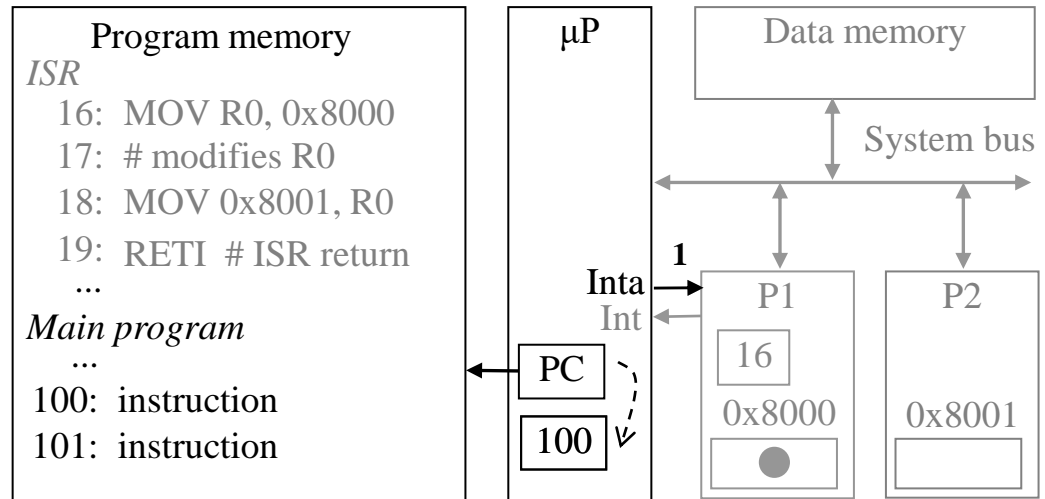 Program memory
ISR
16: MOV R0, 0x8000
17: # modifies R0
18: MOV 0x8001, R0
19: RETI # ISR return
...
Main program
...
100: instruction
101: instruction
μP
Inta
Int
PC
100
1
Data memory
System bus
P1
16
0x8000
P2
0x8001